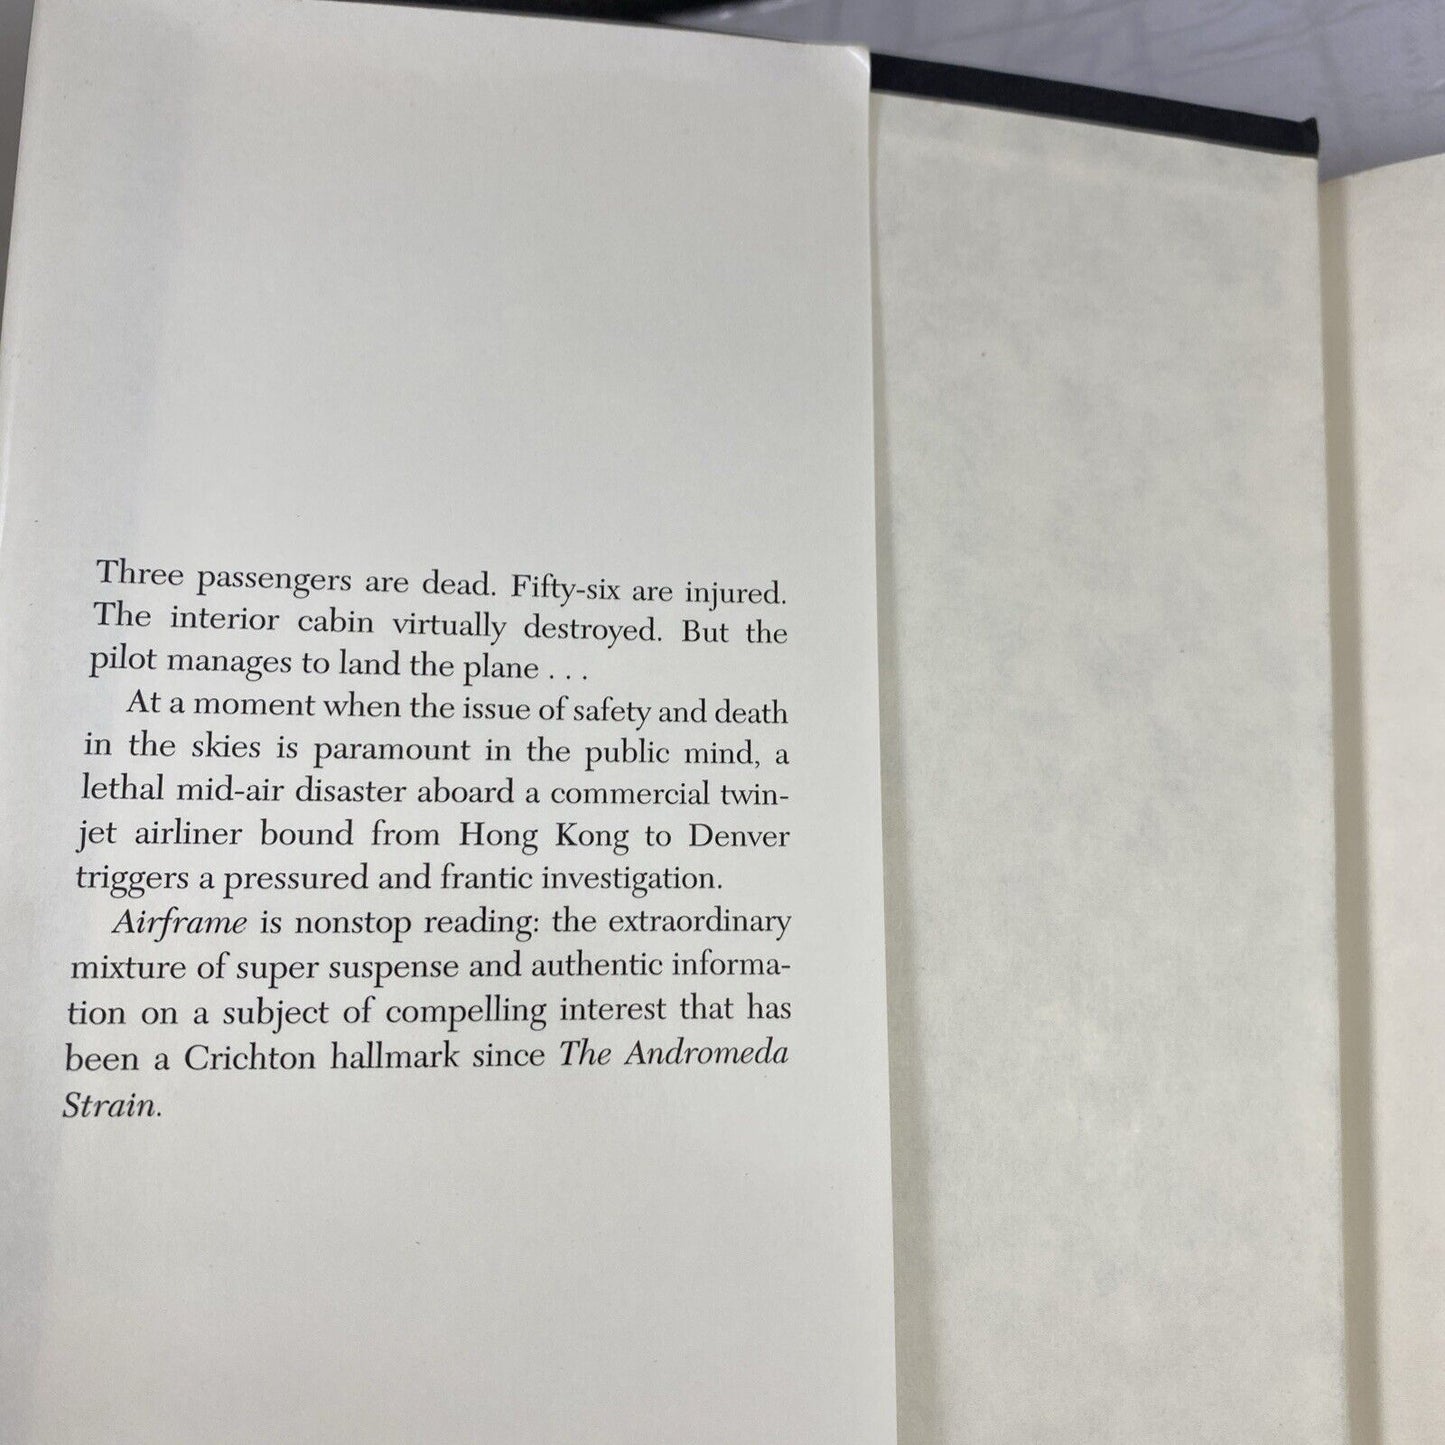 Three passengers are dead. Fifty-six are injured.
The interior cabin virtually destroyed. But the
pilot manages to land the plane . . .
At a moment when the issue of safety and death
in the skies is paramount in the public mind, a
lethal mid-air disaster aboard a commercial twin-
jet airliner bound from Hong Kong to Denver
triggers a pressured and frantic investigation.
Airframe is nonstop reading: the extraordinary
mixture of super suspense and authentic informa-
tion on a subject of compelling interest that has
been a Crichton hallmark since The Andromeda
Strain.